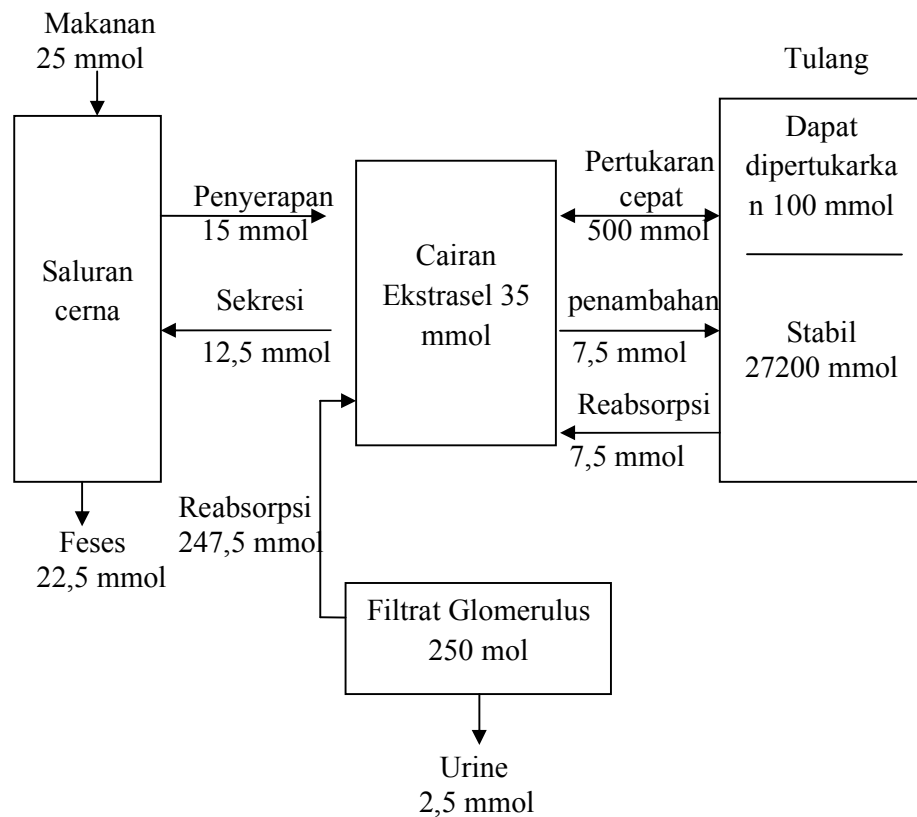 Makanan
25 mmol
Tulang
Saluran
cerna
Penyerapan
15 mmol
Sekresi
12,5 mmol
Cairan
Ekstrasel 35
mmol
Pertukaran
cepat
500 mmol
penambahan
7,5 mmol
Reabsorpsi
7,5 mmol
Dapat
dipertukarka
n 100 mmol
Stabil
27200 mmol
Feses
22,5 mmol
Reabsorpsi
247,5 mmol
Filtrat Glomerulus
250 mol
Urine
2,5 mmol